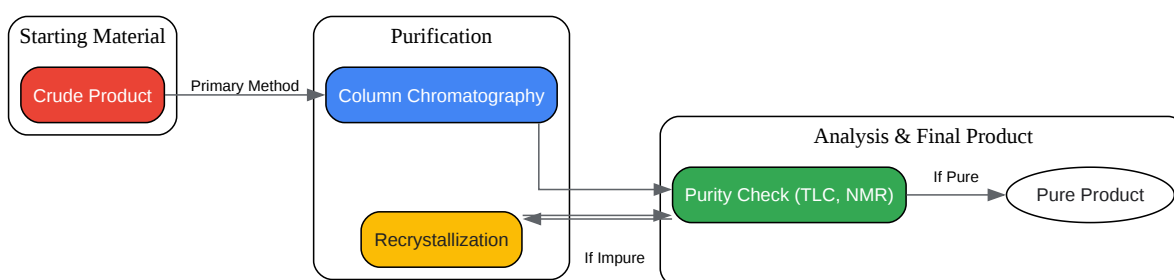 Starting Material
Crude Product
Primary Method
Purification
Column Chromatography
Recrystallization
If Impure
Analysis & Final Product
Purity Check (TLC, NMR)
If Pure
Pure Product